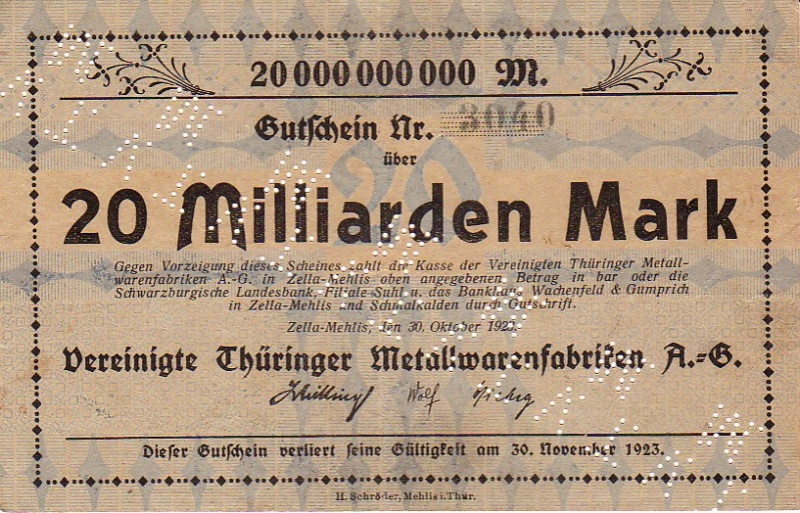 20 000 000 000 M.
Gutschein Nr. 3040
über
20
20 Milliarden Mark
Gegen Vorzeigung dieses Scheines zahlt die Kasse der Vereinigten Thüringer Metall-
warenfabriken A.-G. in Zella-Mehlis oben angegebenen Betrag in bar oder die
Schwarzburgische Landesbank, Filiale Suhl u. das Bankhaus Wachenfeld & Gumprich
in Zella-Mehlis und Schmalkalden durch Gutschrift.
Zella-Mehlis, den 30. Oktober 1923.
Vereinigte Thüringer Metallwarenfabriken A.-G.
Wolf
Dieser Gutschein verliert seine Gültigkeit am 30. November 1923.
H. Schröder, Mehlis i. Thür.